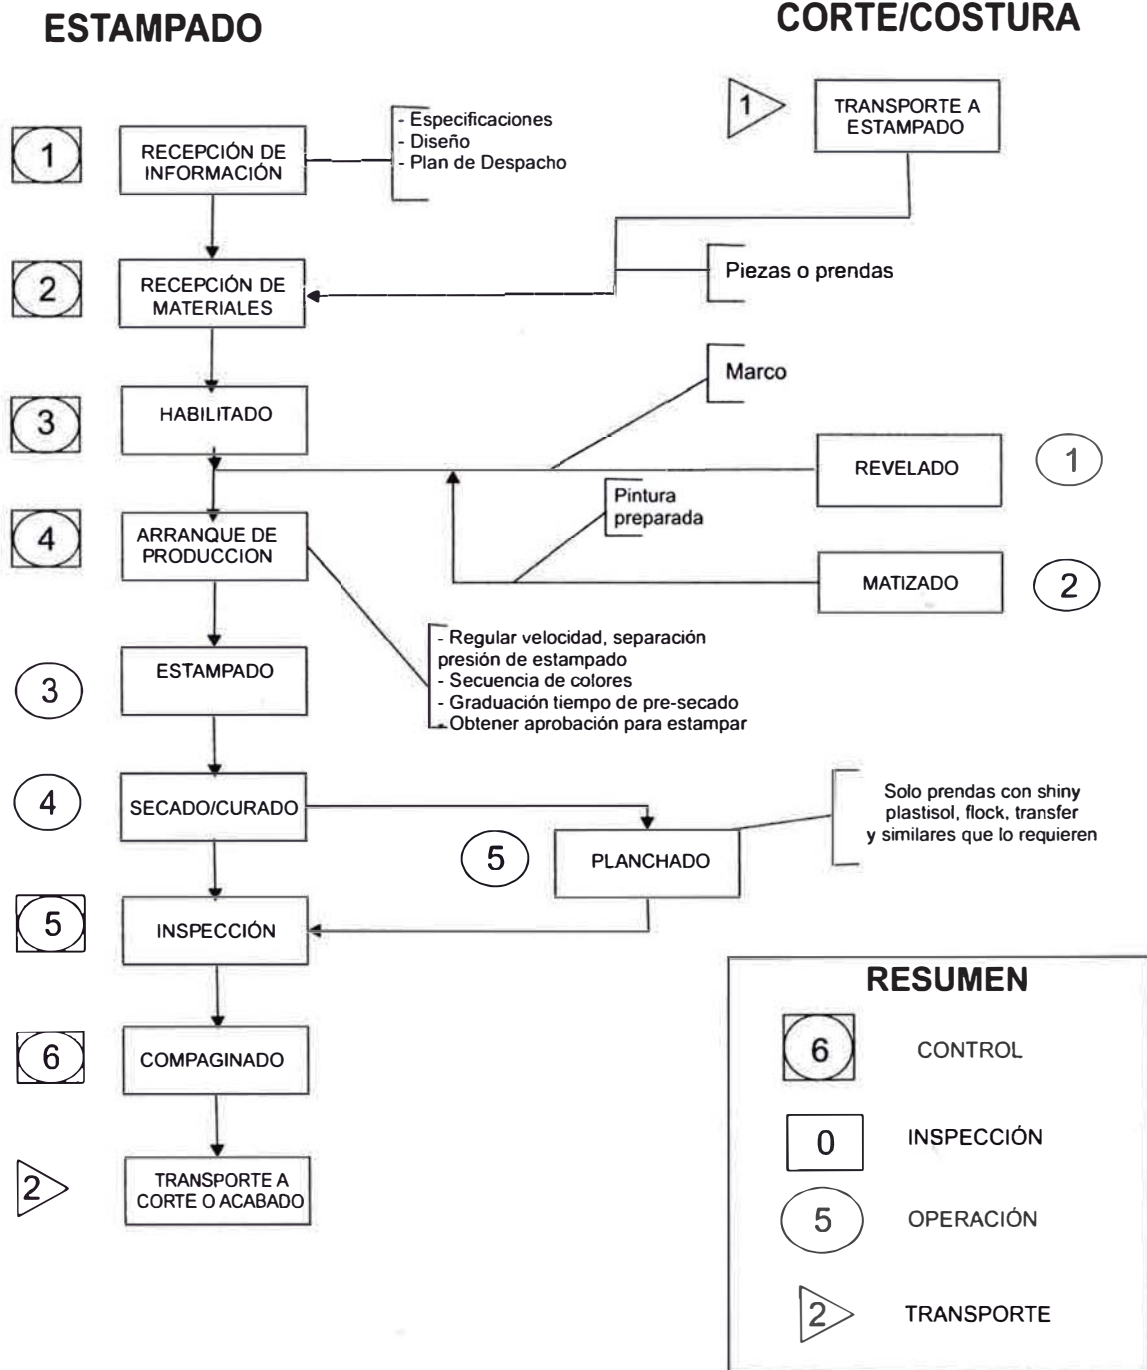 ESTAMPADO
CORTE/COSTURA
1
TRANSPORTE A
ESTAMPADO
1
RECEPCIÓN DE
INFORMACIÓN
- Especificaciones
- Diseño
- Plan de Despacho
2
RECEPCIÓN DE
MATERIALES
Piezas o prendas
Marco
3
HABILITADO
REVELADO
1
Pintura
preparada
4
ARRANQUE DE
PRODUCCION
MATIZADO
2
- Regular velocidad, separación
presión de estampado
- Secuencia de colores
- Graduación tiempo de pre-secado
- Obtener aprobación para estampar
3
ESTAMPADO
4
SECADO/CURADO
5
PLANCHADO
Solo prendas con shiny
plastisol, flock, transfer
y similares que lo requieren
5
INSPECCIÓN
6
COMPAGINADO
2
TRANSPORTE A
CORTE O ACABADO
RESUMEN
6
CONTROL
0
INSPECCIÓN
5
OPERACIÓN
2
TRANSPORTE